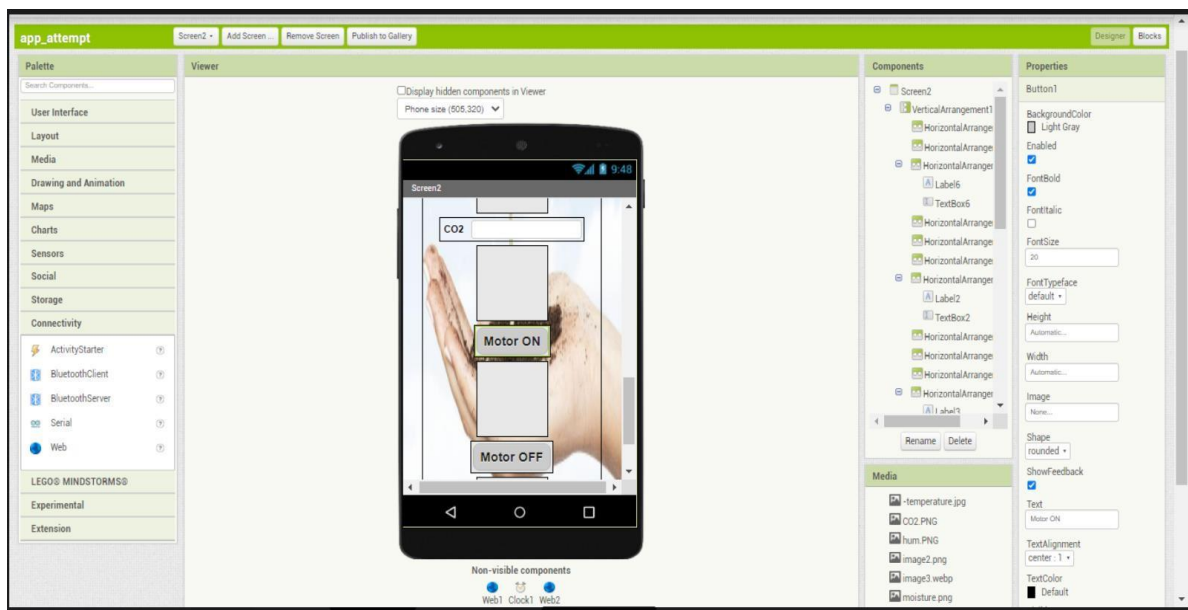 app_attempt
Screen2
Add Screen ...
Remove Screen
Publish to Gallery
Designer
Blocks
Palette
Search Components...
User Interface
Layout
Media
Drawing and Animation
Maps
Charts
Sensors
Social
Storage
Connectivity
ActivityStarter
BluetoothClient
BluetoothServer
Serial
Web
LEGO® MINDSTORMS®
Experimental
Extension
Viewer
Display hidden components in Viewer
Phone size (505,320)
9:48
Screen2
CO2
Motor ON
Motor OFF
Non-visible components
Web1 Clock1 Web2
Components
Screen2
VerticalArrangement1
HorizontalArrange
HorizontalArrange
HorizontalArranger
Label6
TextBox6
HorizontalArrange
HorizontalArrange
HorizontalArrange
HorizontalArranger
Label2
TextBox2
HorizontalArrange
HorizontalArrange
HorizontalArrange
HorizontalArranger
Label3
Rename
Delete
Media
-temperature.jpg
CO2.PNG
hum.PNG
image2.png
image3.webp
moisture.png
Properties
Button1
BackgroundColor
Light Gray
Enabled
FontBold
FontItalic
FontSize
20
FontTypeface
default
Height
Automatic...
Width
Automatic...
Image
None...
Shape
rounded
ShowFeedback
Text
Motor ON
TextAlignment
center : 1
TextColor
Default